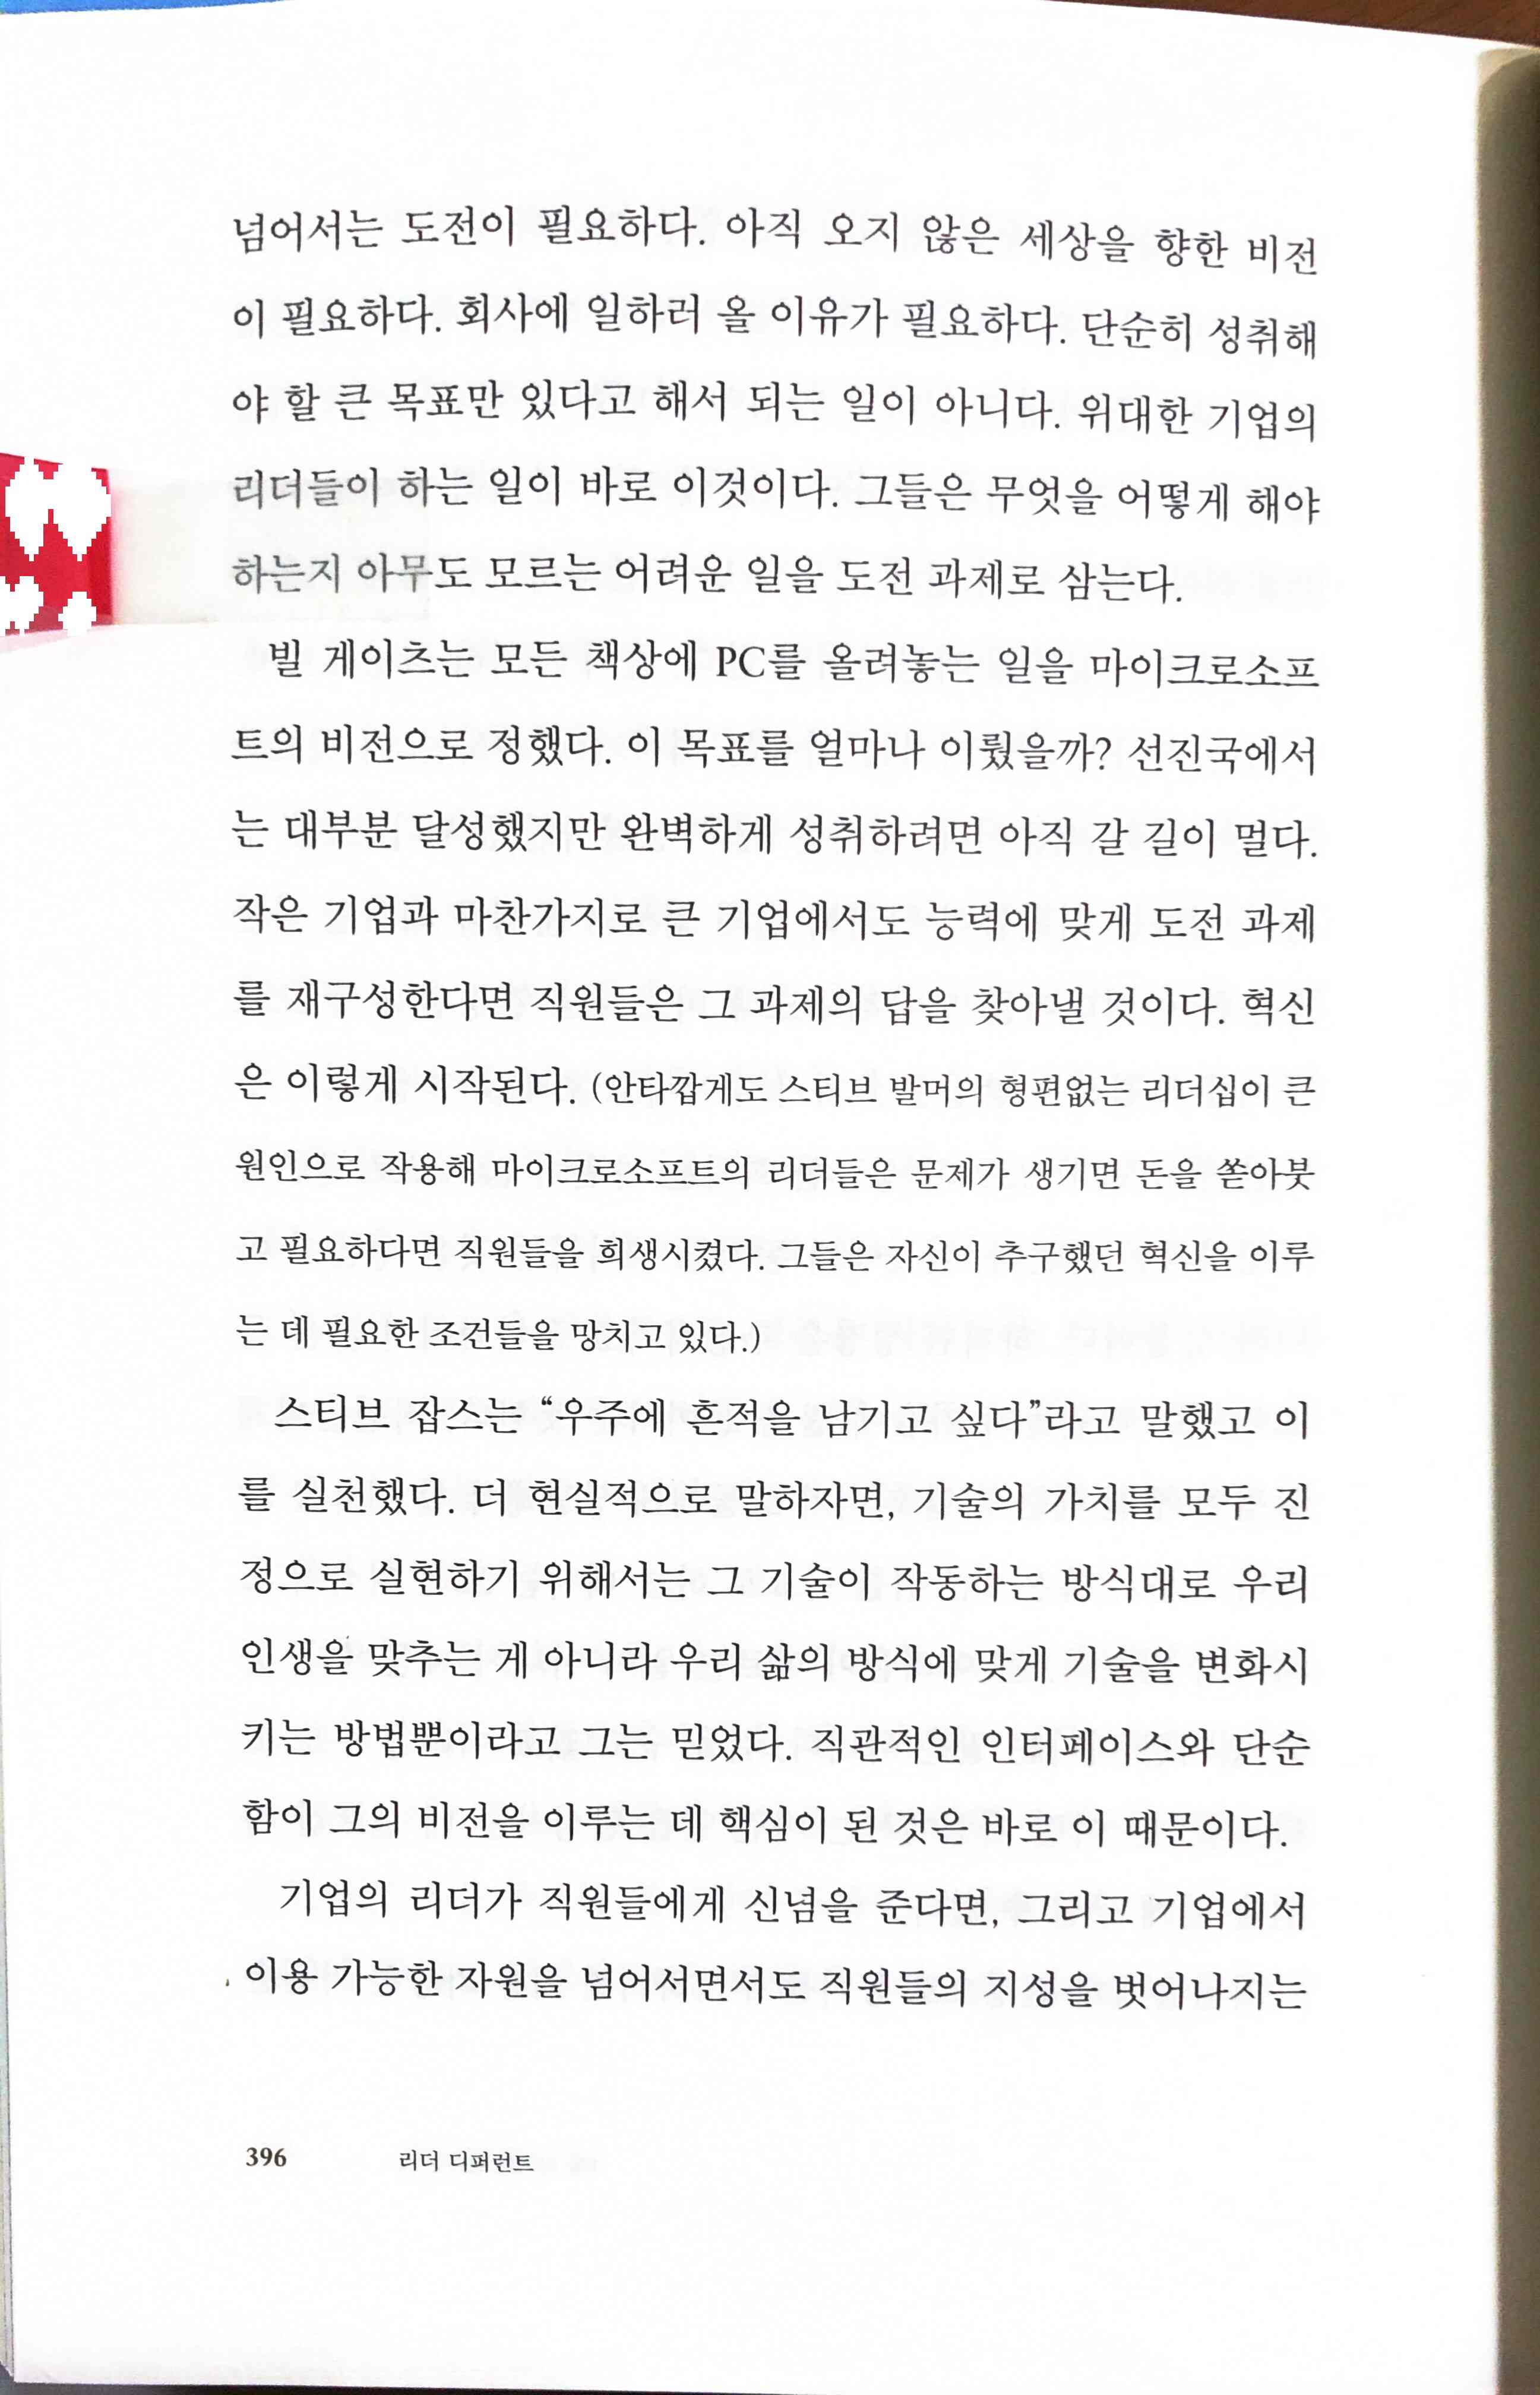 넘어서는 도전이 필요하다. 아직 오지 않은 세상을 향한 비전
이 필요하다. 회사에 일하러 올 이유가 필요하다. 단순히 성취해
야 할 큰 목표만 있다고 해서 되는 일이 아니다. 위대한 기업의
리더들이 하는 일이 바로 이것이다. 그들은 무엇을 어떻게 해야
하는지 아무도 모르는 어려운 일을 도전 과제로 삼는다.
빌 게이츠는 모든 책상에 PC를 올려놓는 일을 마이크로소프
트의 비전으로 정했다. 이 목표를 얼마나 이뤘을까? 선진국에서
는 대부분 달성했지만 완벽하게 성취하려면 아직 갈 길이 멀다.
작은 기업과 마찬가지로 큰 기업에서도 능력에 맞게 도전 과제
를 재구성한다면 직원들은 그 과제의 답을 찾아낼 것이다. 혁신
은 이렇게 시작된다. (안타깝게도 스티브 발머의 형편없는 리더십이 큰
원인으로 작용해 마이크로소프트의 리더들은 문제가 생기면 돈을 쏟아붓
고 필요하다면 직원들을 희생시켰다. 그들은 자신이 추구했던 혁신을 이루
는 데 필요한 조건들을 망치고 있다.)
스티브 잡스는 “우주에 흔적을 남기고 싶다”라고 말했고 이
를 실천했다. 더 현실적으로 말하자면, 기술의 가치를 모두 진
정으로 실현하기 위해서는 그 기술이 작동하는 방식대로 우리
인생을 맞추는 게 아니라 우리 삶의 방식에 맞게 기술을 변화시
키는 방법뿐이라고 그는 믿었다. 직관적인 인터페이스와 단순
함이 그의 비전을 이루는 데 핵심이 된 것은 바로 이 때문이다.
기업의 리더가 직원들에게 신념을 준다면, 그리고 기업에서
이용 가능한 자원을 넘어서면서도 직원들의 지성을 벗어나지는
396 리더 디퍼런트